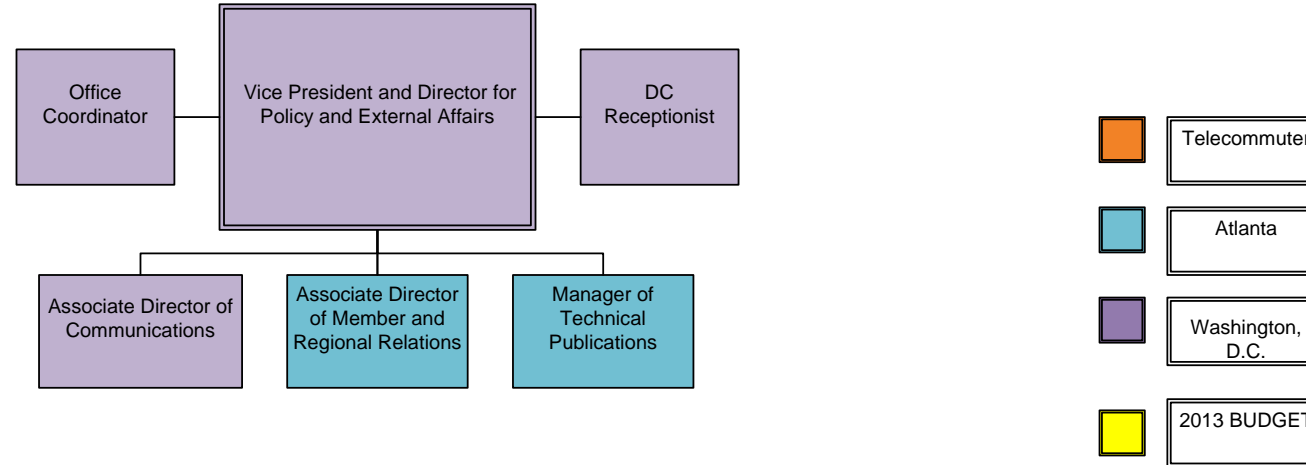 Office
Coordinator
Vice President and Director for
Policy and External Affairs
DC
Receptionist
Associate Director of
Communications
Associate Director
of Member and
Regional Relations
Manager of
Technical
Publications
Telecommuter
Atlanta
Washington,
D.C.
2013 BUDGET